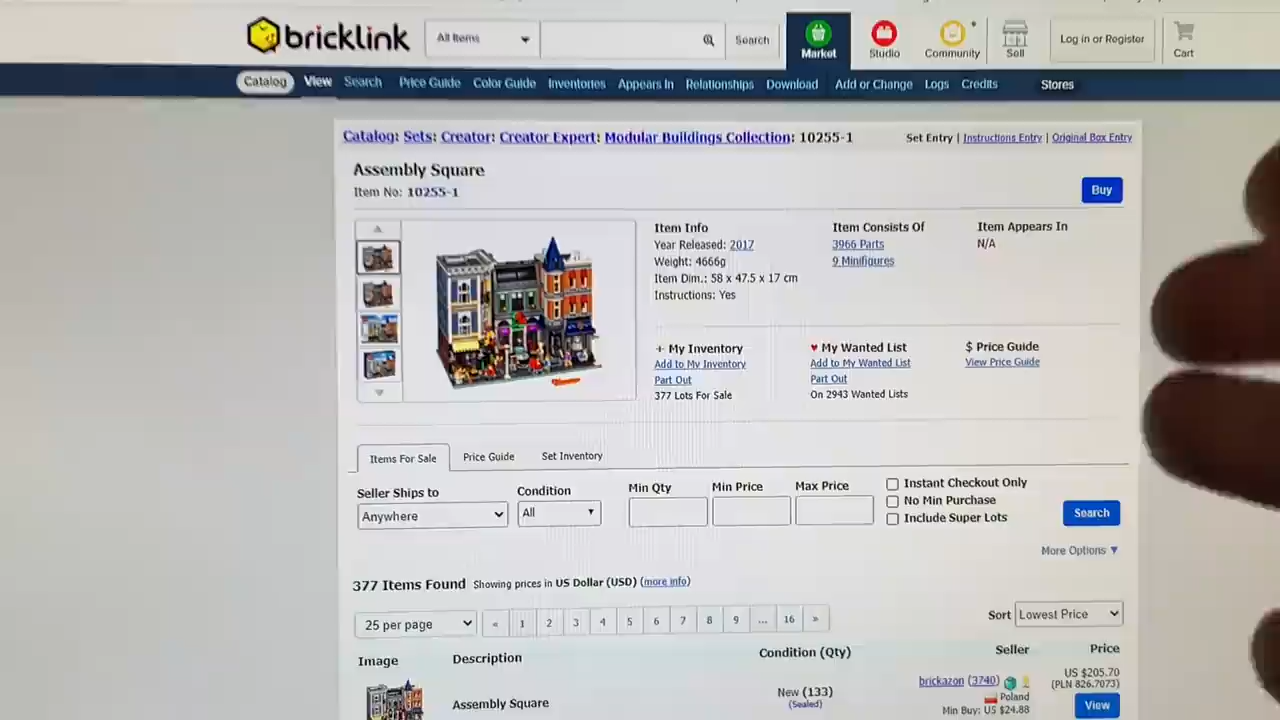 bricklink
All Items
Search
Market
Studio
Community
Sell
Log in or Register
Cart
Catalog View Search Price Guide Color Guide Inventories Appears In Relationships Download Add or Change Logs Credits Stores
Catalog: Sets: Creator: Creator Expert: Modular Buildings Collection: 10255-1
Set Entry | Instructions Entry | Original Box Entry
Assembly Square
Item No: 10255-1
Buy
Item Info
Year Released: 2017
Weight: 4666g
Item Dim.: 58 x 47.5 x 17 cm
Instructions: Yes
Item Consists Of
3966 Parts
9 Minifigures
Item Appears In
N/A
+ My Inventory
Add to My Inventory
Part Out
377 Lots For Sale
♥ My Wanted List
Add to My Wanted List
Part Out
On 2943 Wanted Lists
$ Price Guide
View Price Guide
Items For Sale
Price Guide
Set Inventory
Seller Ships to
Anywhere
Condition
All
Min Qty
Min Price
Max Price
Instant Checkout Only
No Min Purchase
Include Super Lots
Search
More Options ▼
377 Items Found Showing prices in US Dollar (USD) (more info)
25 per page
« 1 2 3 4 5 6 7 8 9 ... 16 »
Sort Lowest Price
Image Description Condition (Qty) Seller Price
Assembly Square
New (133)
(Sealed)
brickazon (3740)
Poland
Min Buy: US $24.88
US $205.70
(PLN 826.7073)
View